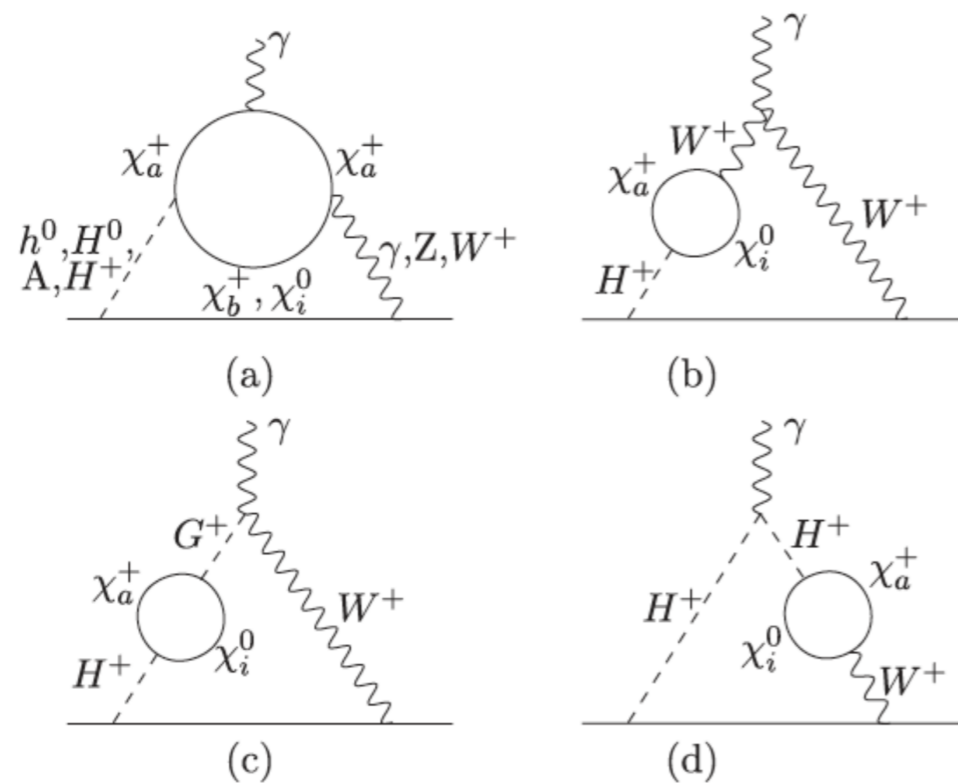 γ
χ_a^+ χ_a^+
h^0,H^0,
A,H^+
γ,Z,W^+
χ_b^+,χ_i^0
(a)
γ
W^+
χ_a^+
W^+
χ_i^0
H^+
(b)
γ
G^+
χ_a^+
W^+
χ_i^0
H^+
(c)
γ
H^+
χ_a^+
H^+
χ_i^0
W^+
(d)